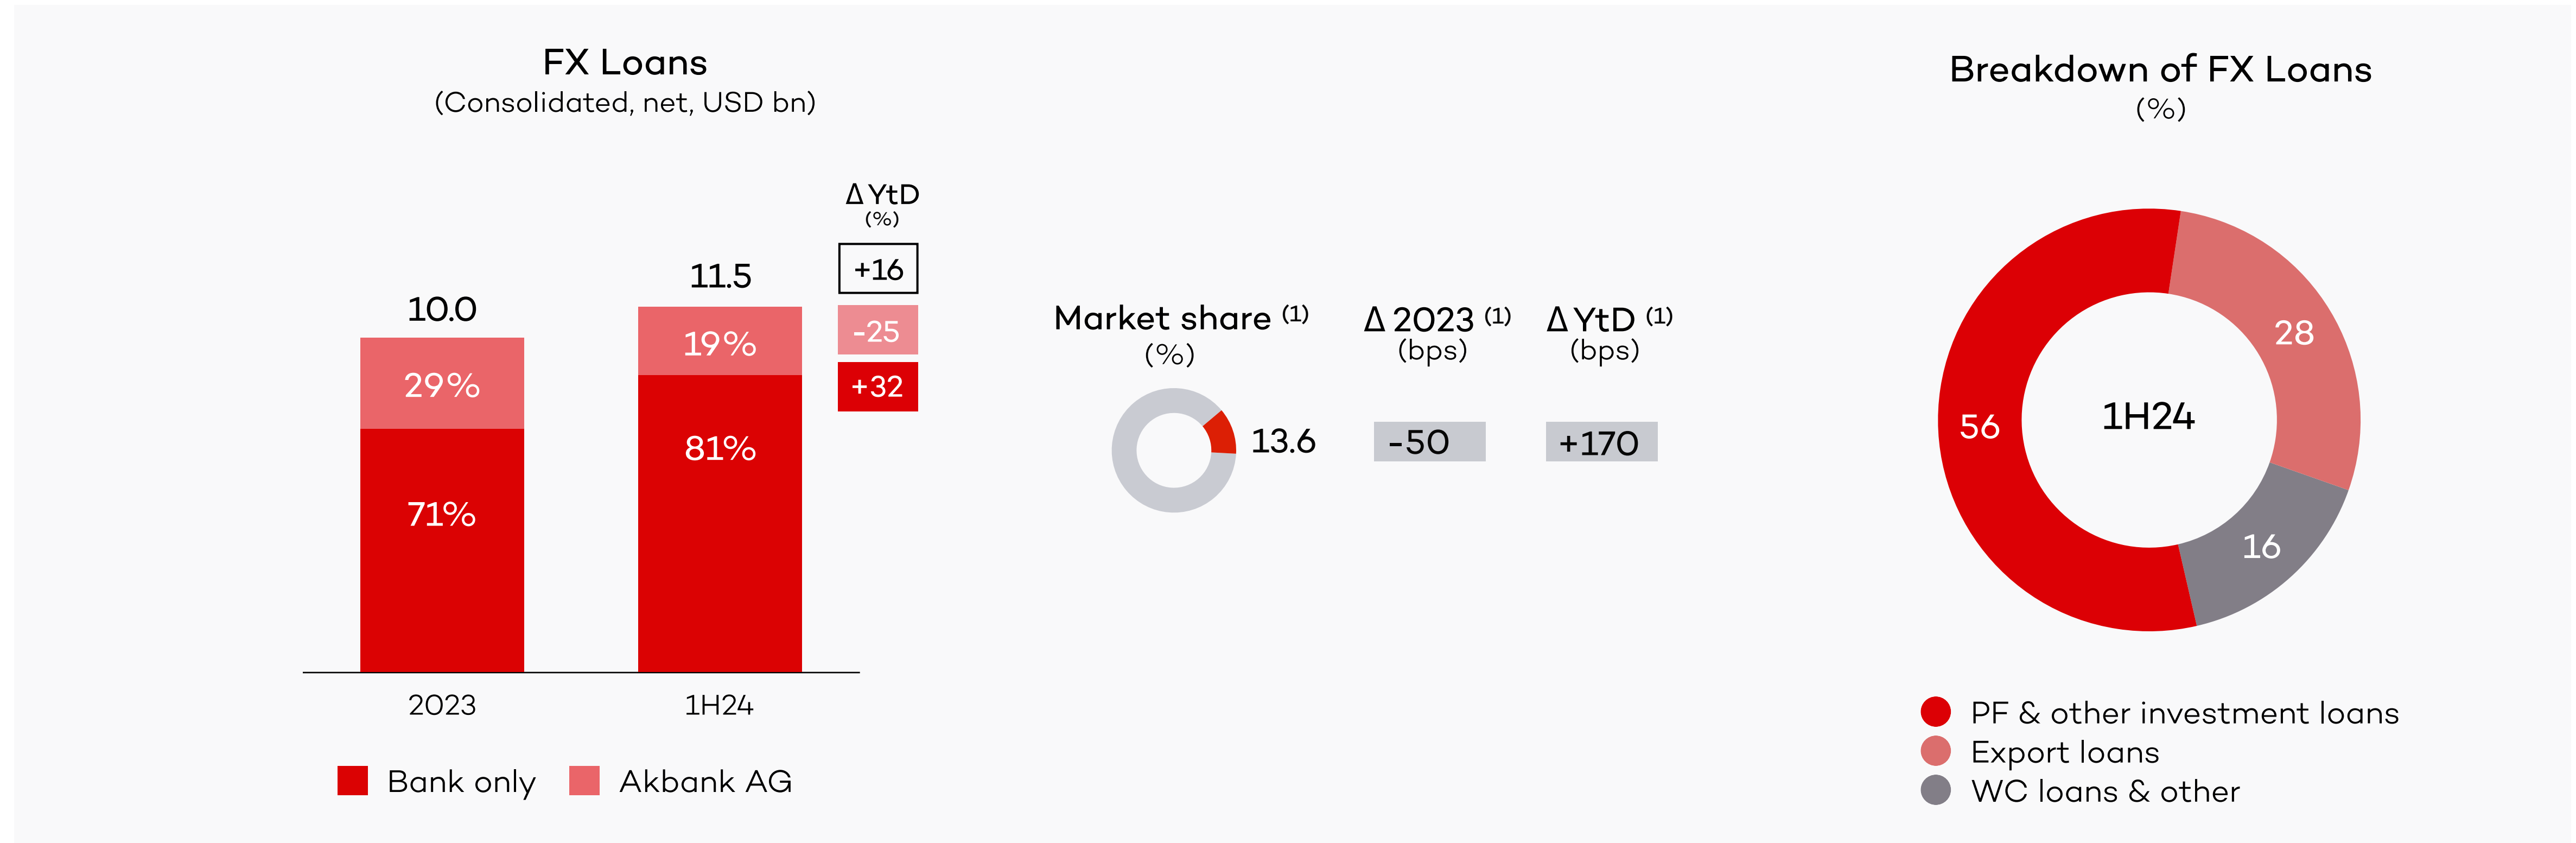 FX Loans
(Consolidated, net, USD bn)
Δ YtD
(%)
+16
-25
+32
10.0
29%
71%
11.5
19%
81%
2023
1H24
Bank only
Akbank AG
Market share (1)
(%)
13.6
Δ 2023 (1)
(bps)
-50
Δ YtD (1)
(bps)
+170
Breakdown of FX Loans
(%)
28
56
1H24
16
PF & other investment loans
Export loans
WC loans & other